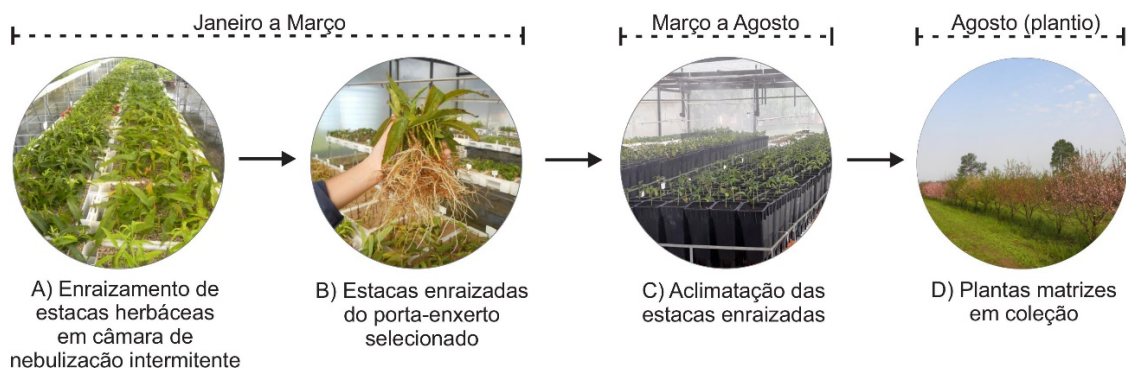 Janeiro a Março
Março a Agosto
Agosto (plantio)
A) Enraizamento de
estacas herbáceas
em câmara de
nebulização intermitente
B) Estacas enraizadas
do porta-enxerto
selecionado
C) Aclimatação das
estacas enraizadas
D) Plantas matrizes
em coleção